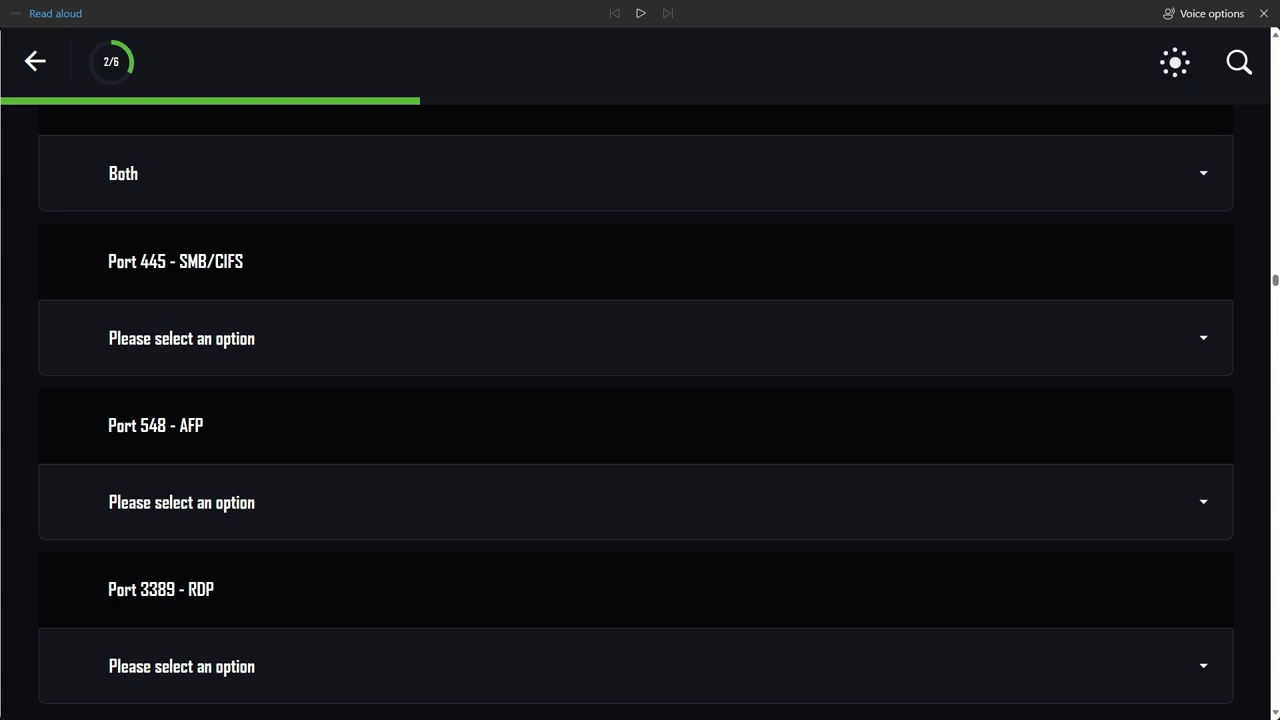 Read aloud
Voice options
2/6
Both
Port 445 - SMB/CIFS
Please select an option
Port 548 - AFP
Please select an option
Port 3389 - RDP
Please select an option